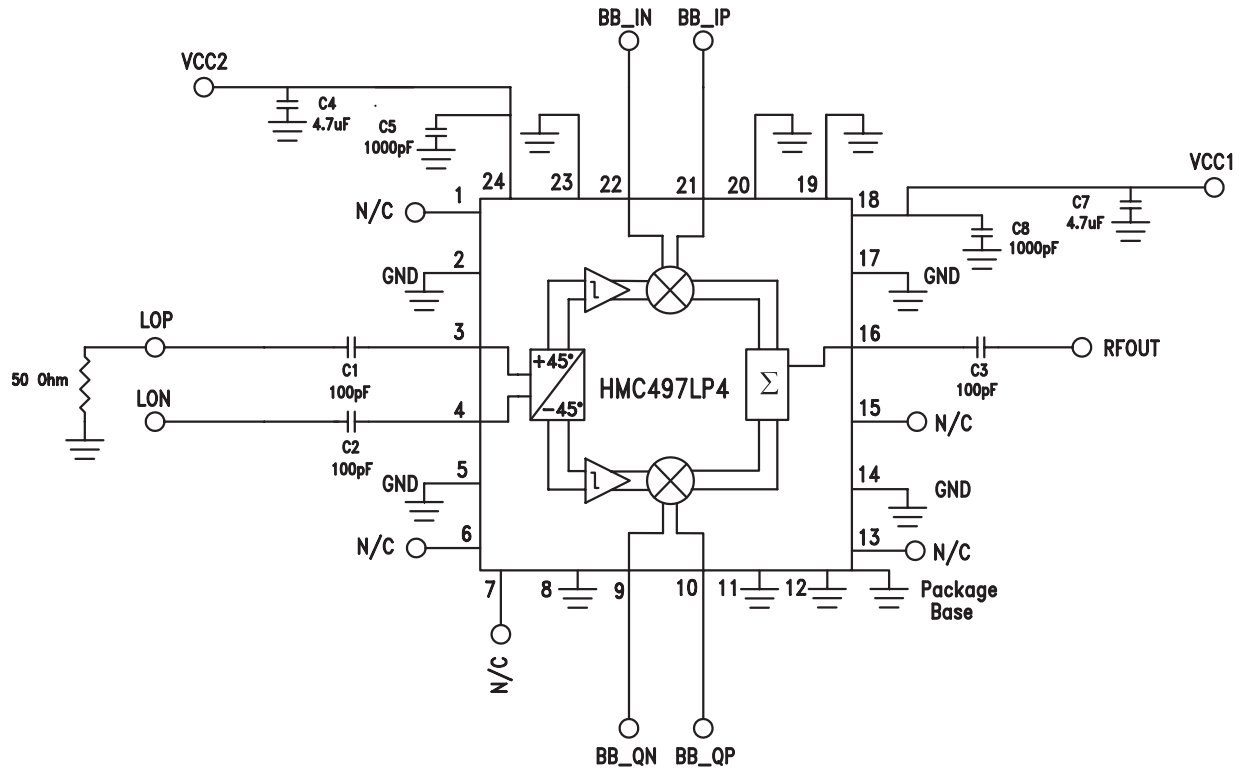 BB_IN
BB_IP
VCC2
C4
4.7uF
C5
1000pF
24
23
22
21
20
19
VCC1
C7
4.7uF
C8
1000pF
1
N/C
18
2
GND
17
GND
LOP
3
16
RFOUT
50 Ohm
C1
100pF
+45°
-45°
HMC497LP4
Σ
C3
100pF
LON
4
15
N/C
C2
100pF
5
GND
14
GND
6
N/C
13
N/C
7
8
9
10
11
12
Package
Base
N/C
BB_QN
BB_QP